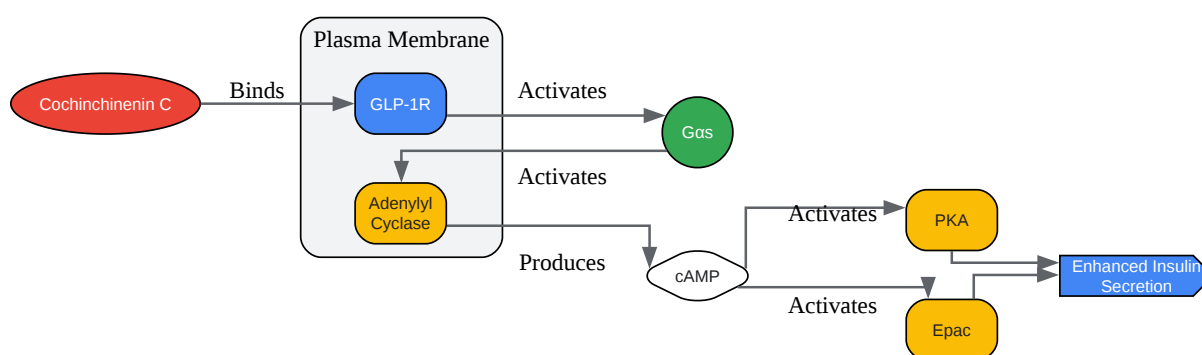 Plasma Membrane
Cochinchinenin C
Binds
GLP-1R
Activates
Gαs
Activates
Adenylyl
Cyclase
Produces
cAMP
Activates
PKA
Activates
Epac
Enhanced Insulin
Secretion